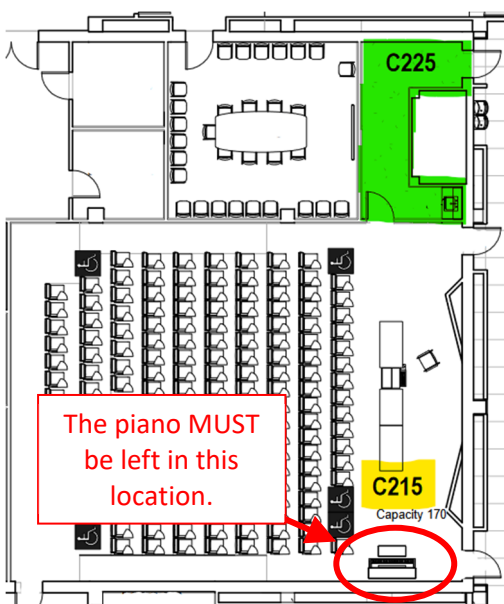 C225
The piano MUST
be left in this
location.
C215
Capacity 170